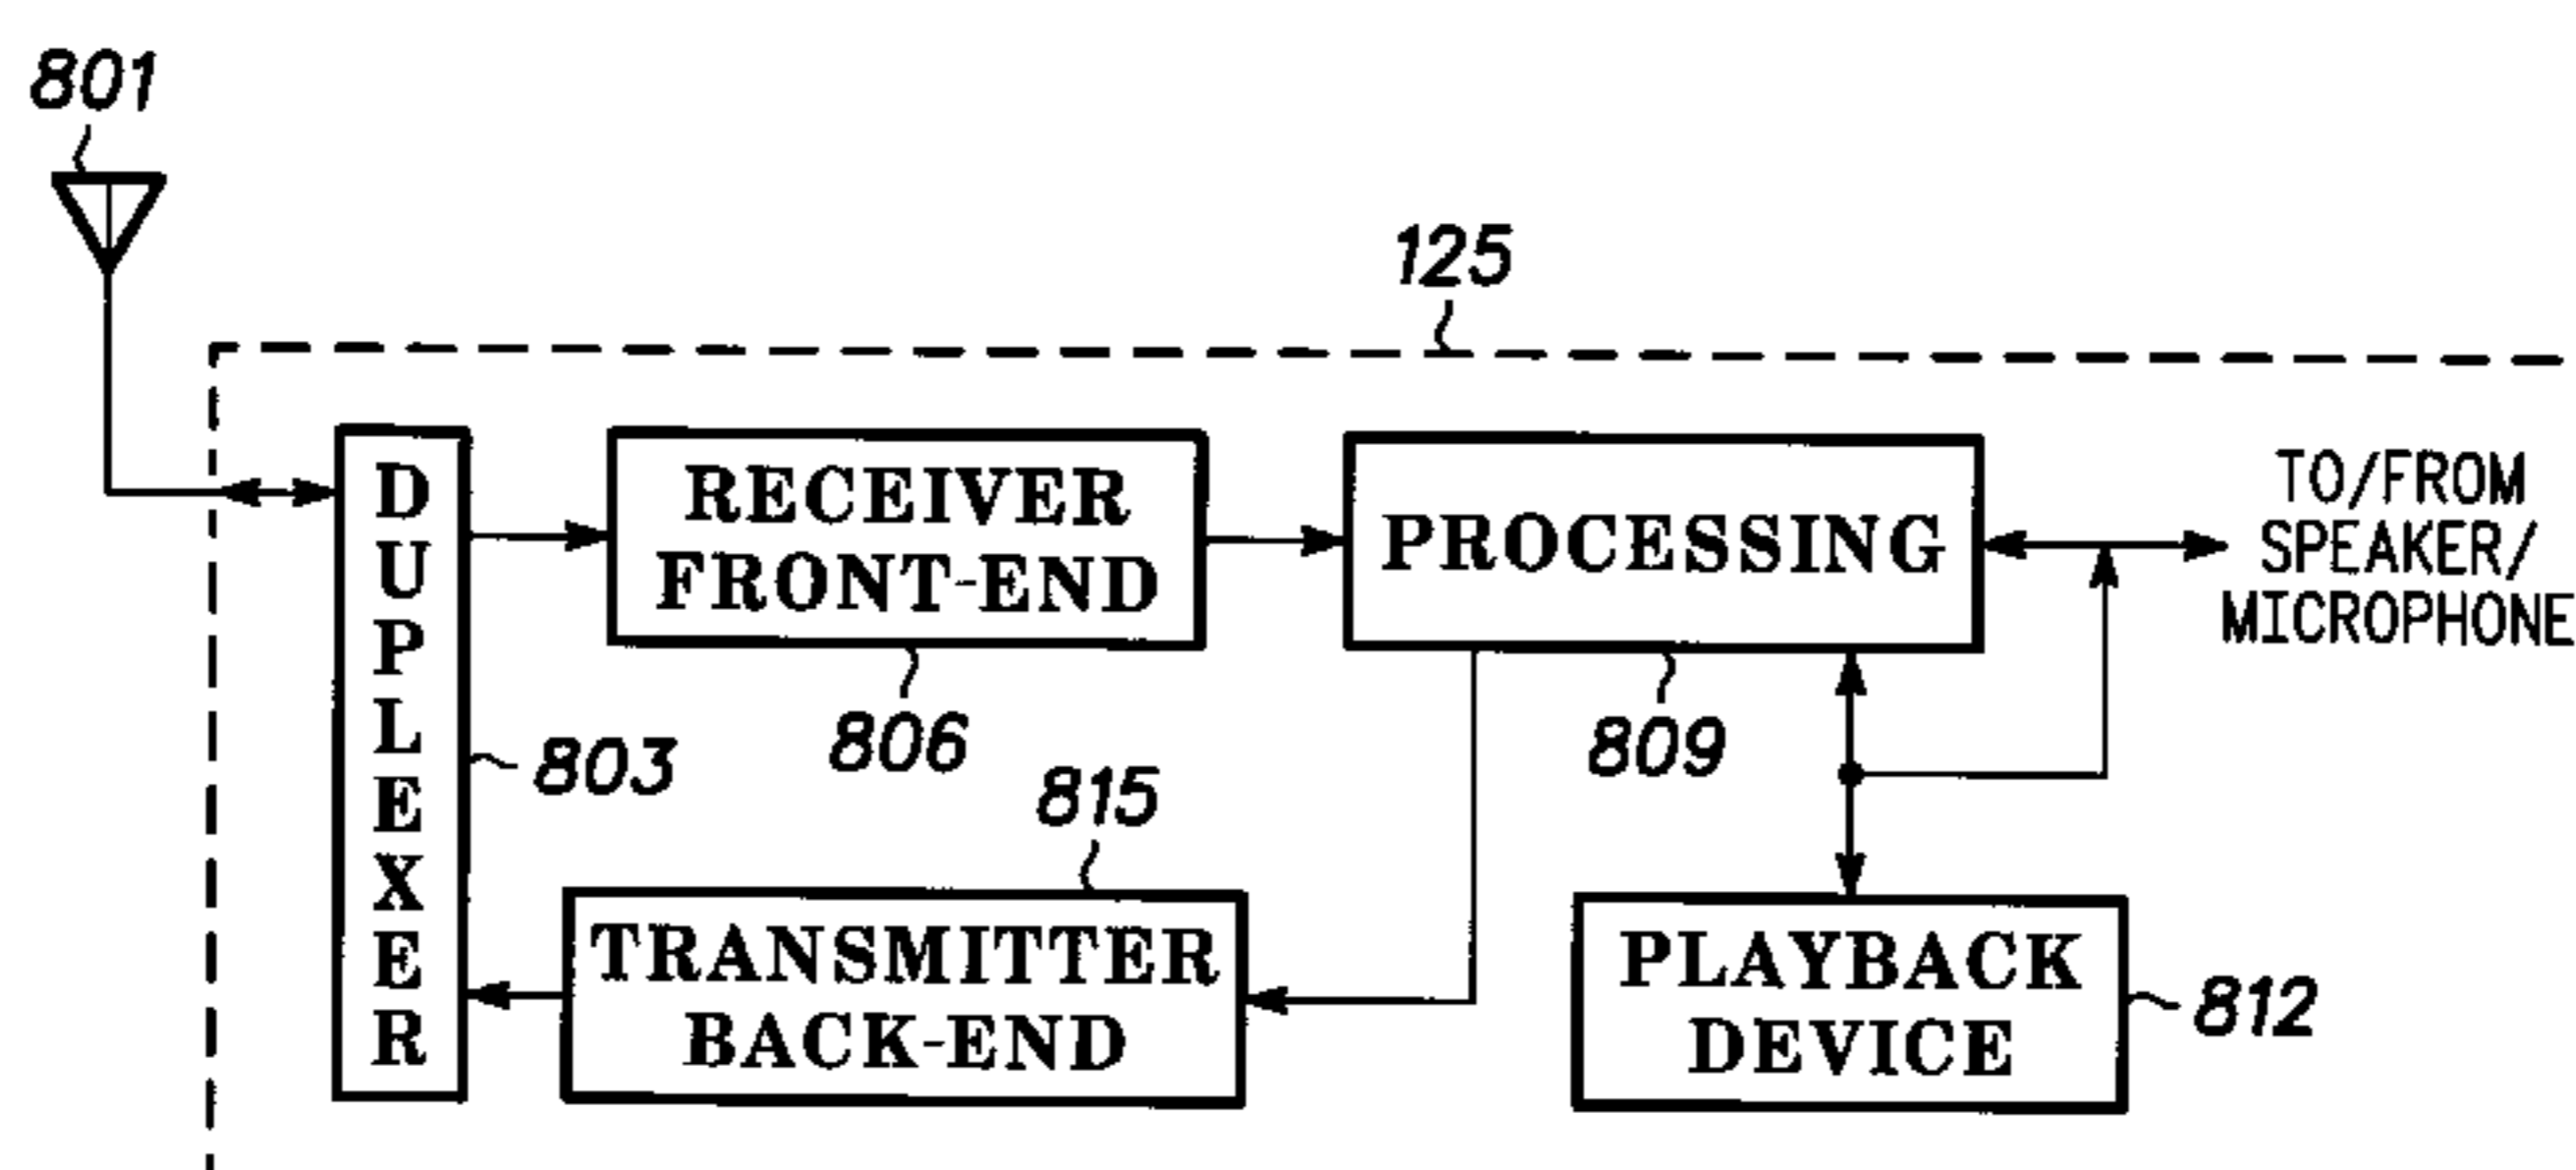 801
125
DUPLEXER
RECEIVER
FRONT-END
PROCESSING
TO/FROM
SPEAKER/
MICROPHONE
803
806
809
815
TRANSMITTER
BACK-END
PLAYBACK
DEVICE
812